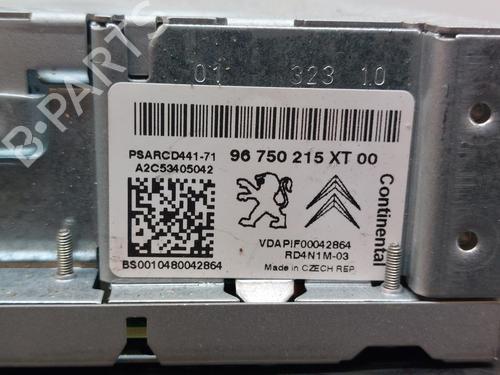 B-PARTS
01 323 10
PSARCD441-71 96 750 215 XT 00
A2C53405042
Continental
VDAPIF00042864
RD4N1M-03
BS0010480042864 Made in CZECH REP.